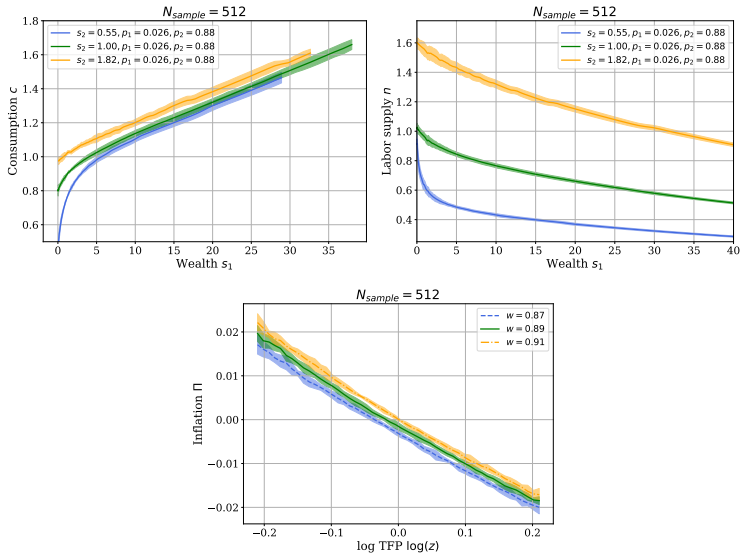 N_sample = 512
s₂ = 0.55, p₁ = 0.026, p₂ = 0.88
s₂ = 1.00, p₁ = 0.026, p₂ = 0.88
s₂ = 1.82, p₁ = 0.026, p₂ = 0.88
Consumption c
1.8
1.6
1.4
1.2
1.0
0.8
0.6
0 5 10 15 20 25 30 35
Wealth s₁
N_sample = 512
s₂ = 0.55, p₁ = 0.026, p₂ = 0.88
s₂ = 1.00, p₁ = 0.026, p₂ = 0.88
s₂ = 1.82, p₁ = 0.026, p₂ = 0.88
Labor supply n
1.6
1.4
1.2
1.0
0.8
0.6
0.4
0 5 10 15 20 25 30 35 40
Wealth s₁
N_sample = 512
w = 0.87
w = 0.89
w = 0.91
Inflation Π
0.02
0.01
0.00
−0.01
−0.02
−0.2 −0.1 0.0 0.1 0.2
log TFP log(z)